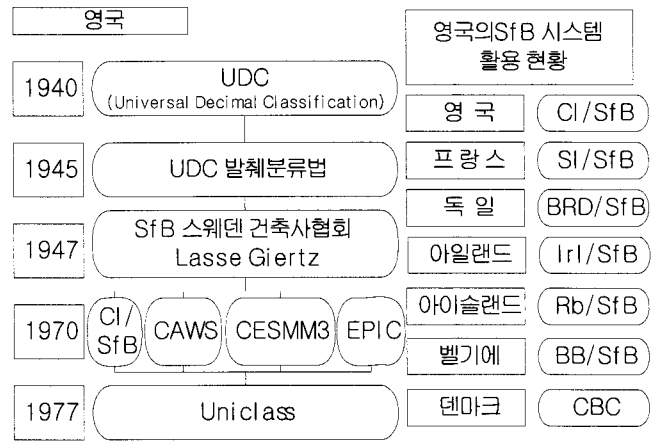 영국
1940
UDC
(Universal Decimal Classification)
1945
UDC 발췌분류법
1947
SfB 스웨덴 건축사협회
Lasse Giertz
1970
CI/
SfB
CAWS
CESMM3
EPIC
1977
Uniclass
영국의SfB 시스템
활용 현황
영 국
CI/SfB
프랑스
SI/SfB
독 일
BRD/SfB
아일랜드
Irl/SfB
아이슬랜드
Rb/SfB
벨기에
BB/SfB
덴마크
CBC